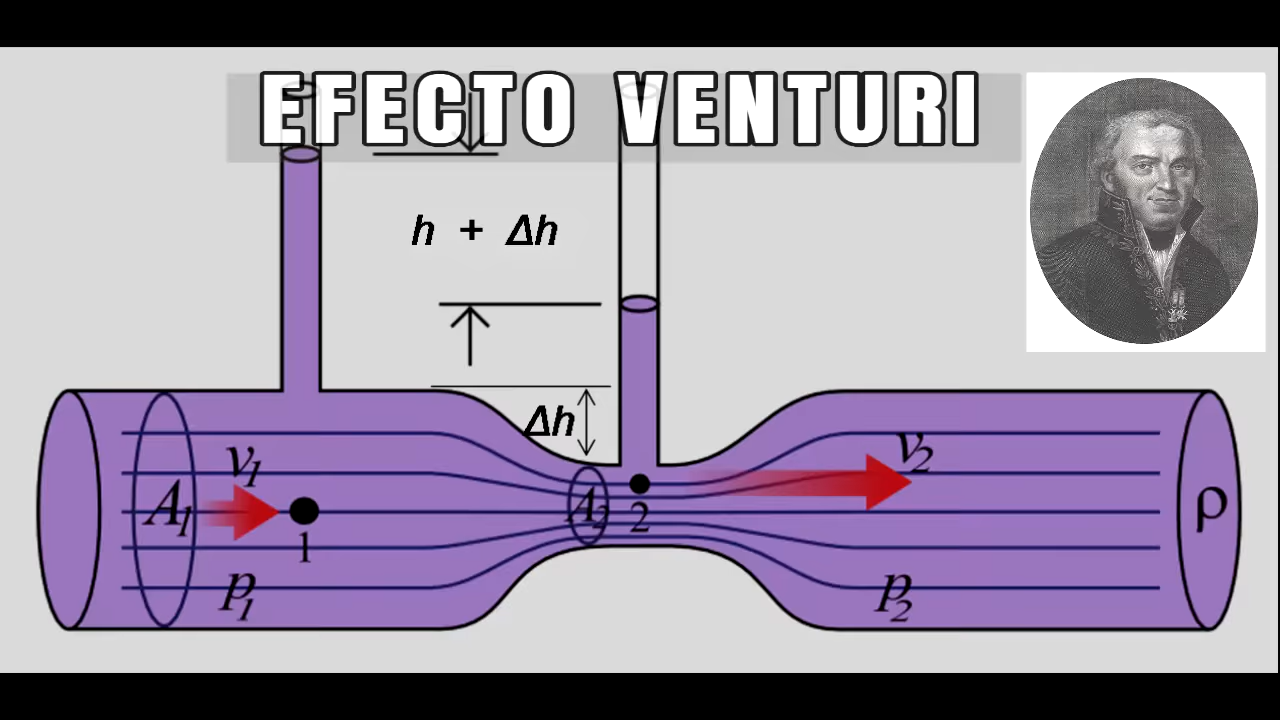 EFECTO VENTURI
h + Δh
Δh
v1
v2
A1
A2
1
2
p1
p2
ρ